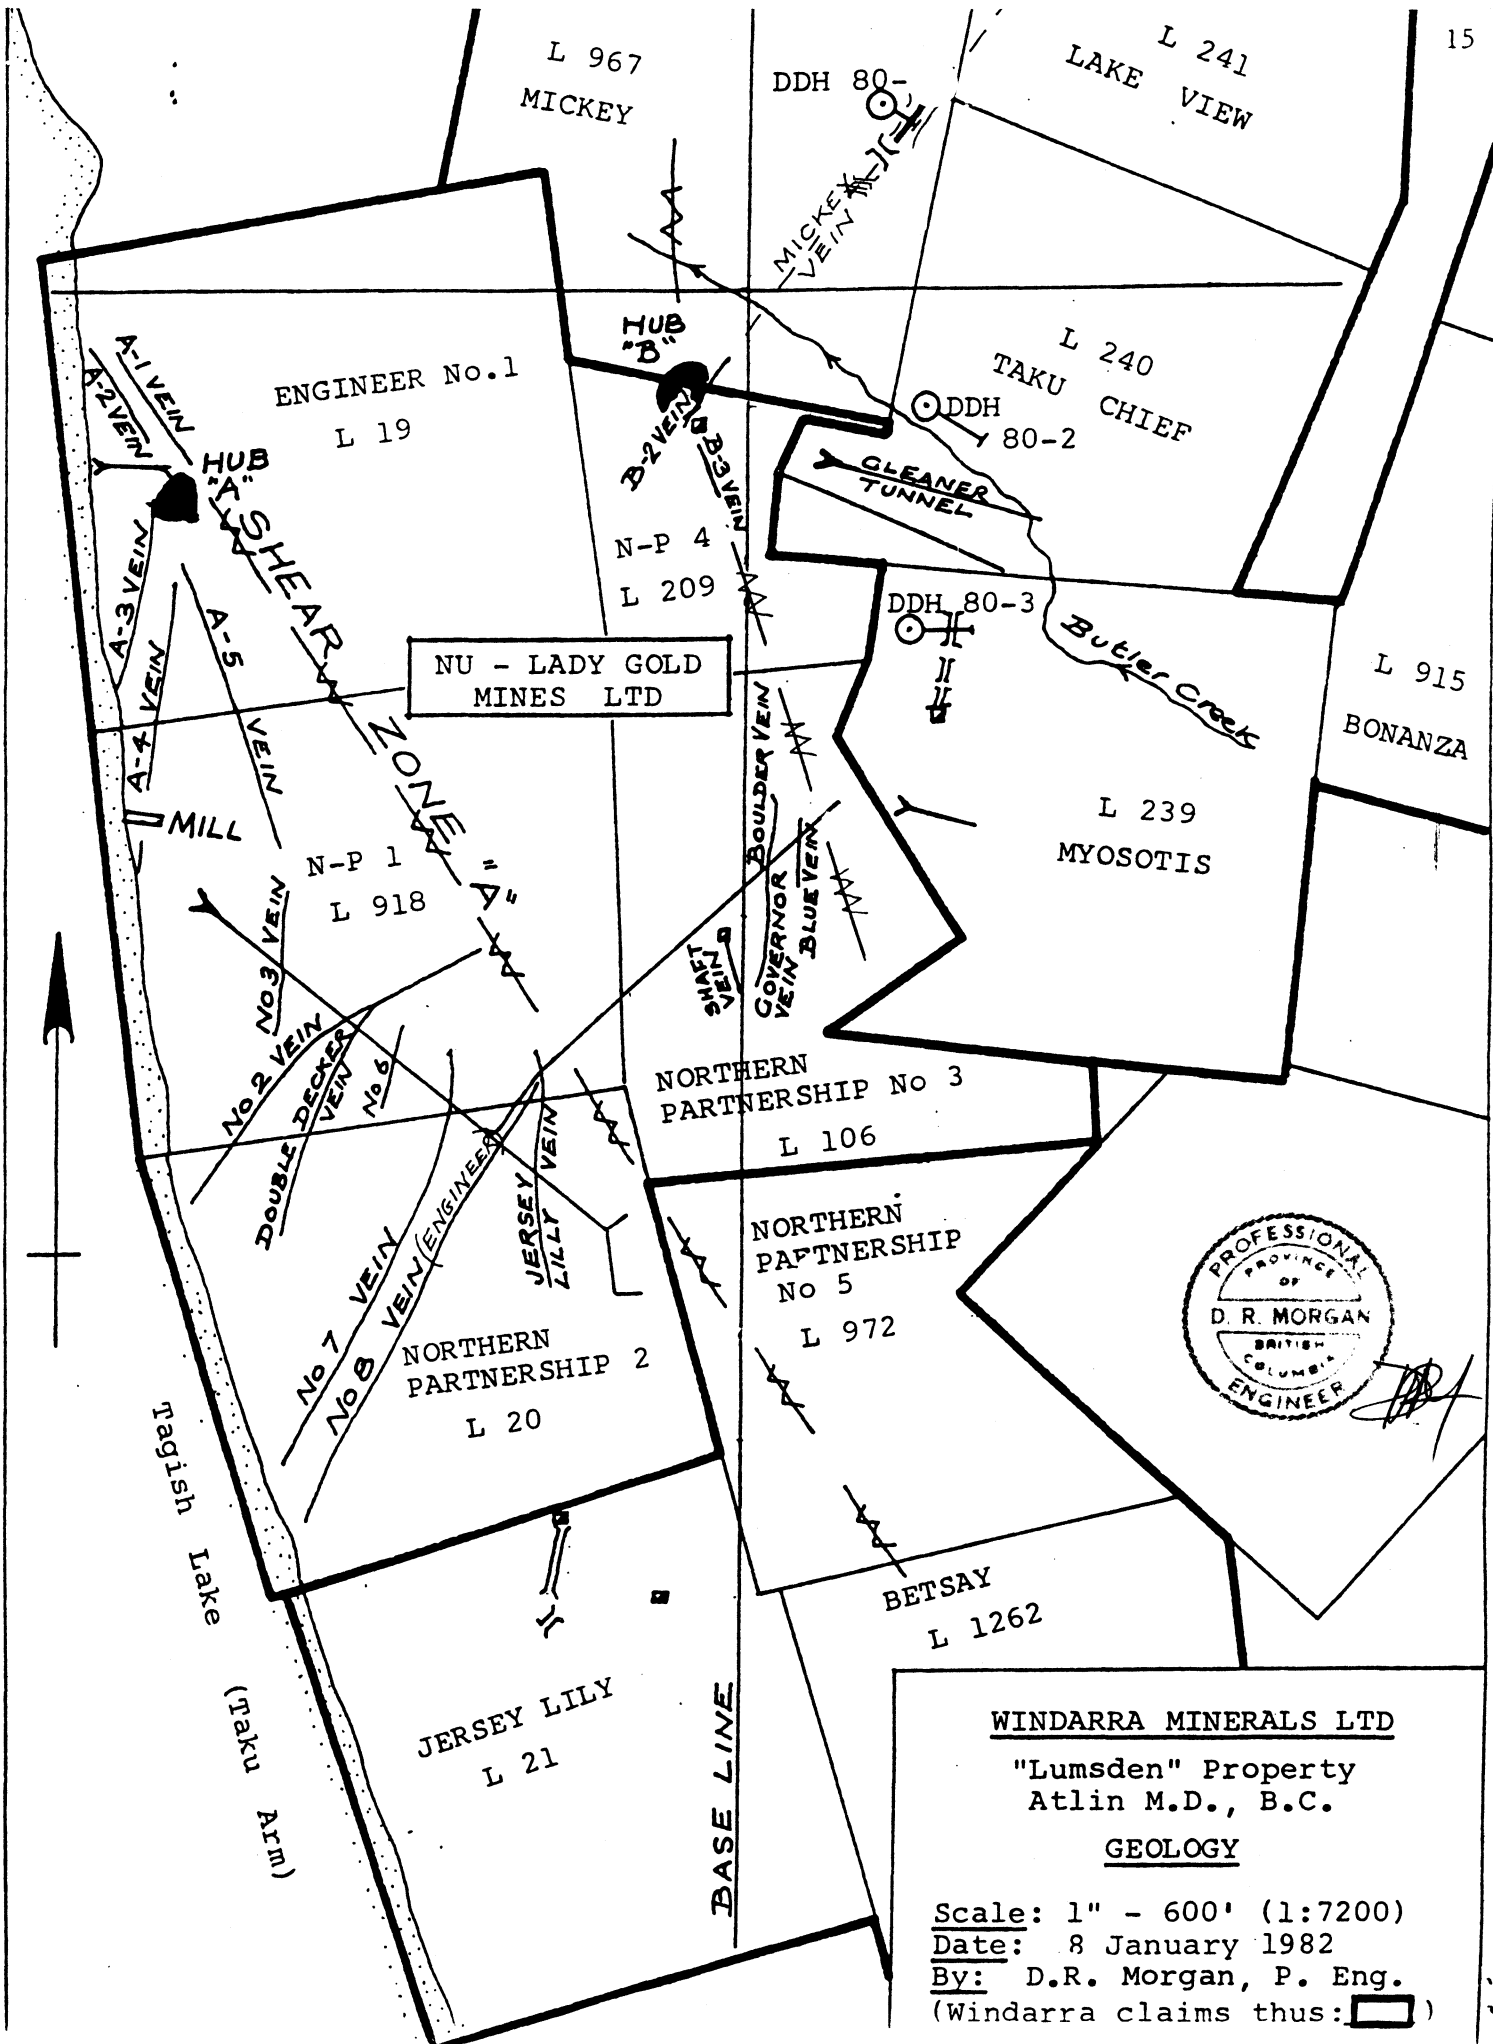 15
L 967
MICKEY
DDH 80-
L 241
LAKE VIEW
MICKEY
VEIN
HUB
"B"
L 240
TAKU CHIEF
A-1 VEIN
A-2 VEIN
ENGINEER No.1
L 19
DDH
80-2
B-2 VEIN
B-3 VEIN
HUB
"A"
GLEANER
TUNNEL
SHEAR ZONE "A"
N-P 4
L 209
A-3 VEIN
A-4 VEIN
A-5 VEIN
DDH 80-3
Butler Creek
NU - LADY GOLD
MINES LTD
L 915
BONANZA
BOULDER VEIN
MILL
L 239
MYOSOTIS
N-P 1
L 918
BLUE VEIN
GOVERNOR
VEIN
SHAFT
VEIN
No 3 VEIN
No 2 VEIN
DOUBLE DECKER
VEIN
No 6
NORTHERN
PARTNERSHIP No 3
L 106
JERSEY
LILLY VEIN
No 7 VEIN
No 8 VEIN (ENGINEER)
NORTHERN
PARTNERSHIP
No 5
L 972
NORTHERN
PARTNERSHIP 2
L 20
PROFESSIONAL
PROVINCE
OF
D. R. MORGAN
BRITISH
COLUMBIA
ENGINEER
Tagish Lake (Taku Arm)
BETSAY
L 1262
JERSEY LILY
L 21
BASE LINE
WINDARRA MINERALS LTD
"Lumsden" Property
Atlin M.D., B.C.
GEOLOGY
Scale: 1" - 600' (1:7200)
Date: 8 January 1982
By: D.R. Morgan, P. Eng.
(Windarra claims thus: )